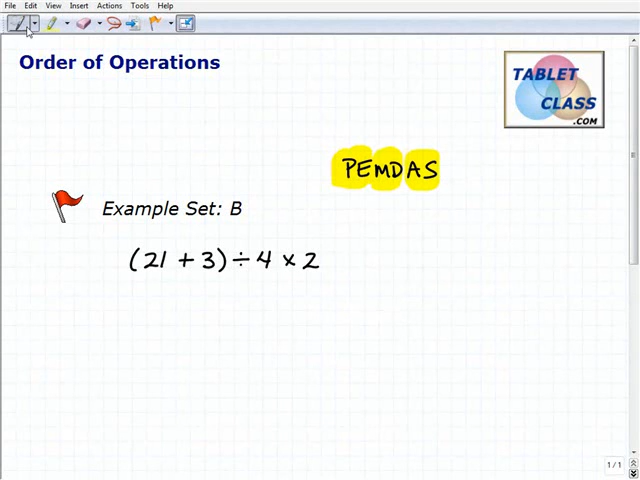 File Edit View Insert Actions Tools Help
Order of Operations
TABLET
CLASS
.COM
PEMDAS
Example Set: B
(21 + 3) ÷ 4 × 2
1/1